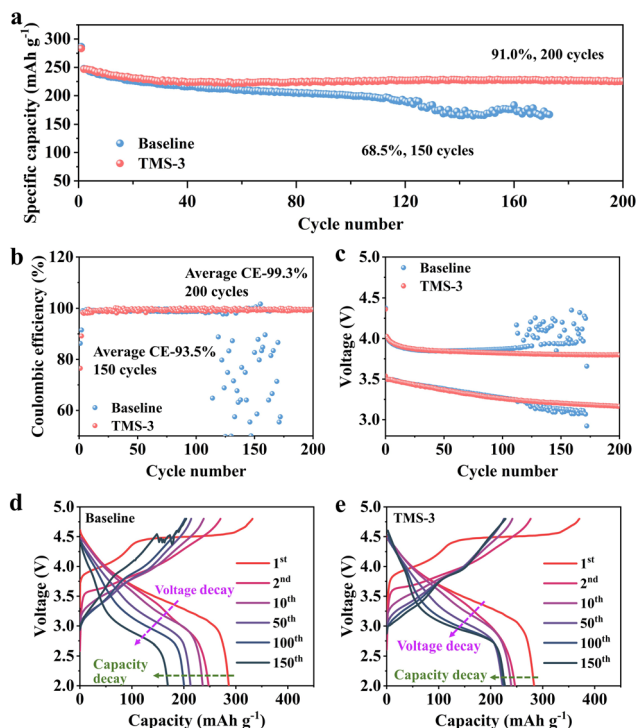 a
Specific capacity (mAh g-1)
300
250
200
150
100
50
91.0%, 200 cycles
Baseline
TMS-3
68.5%, 150 cycles
0 40 80 120 160 200
Cycle number
b
Coulombic efficiency (%)
120
100
80
60
Average CE-99.3%
200 cycles
Average CE-93.5%
150 cycles
Baseline
TMS-3
0 50 100 150 200
Cycle number
c
Voltage (V)
4.5
4.0
3.5
3.0
Baseline
TMS-3
0 50 100 150 200
Cycle number
d
Voltage (V)
5.0
4.5
4.0
3.5
3.0
2.5
2.0
Baseline
1st
2nd
10th
50th
100th
150th
Voltage decay
Capacity
decay
0 100 200 300 400
Capacity (mAh g-1)
e
Voltage (V)
5.0
4.5
4.0
3.5
3.0
2.5
2.0
TMS-3
1st
2nd
10th
50th
100th
150th
Voltage decay
Capacity decay
0 100 200 300 400
Capacity (mAh g-1)